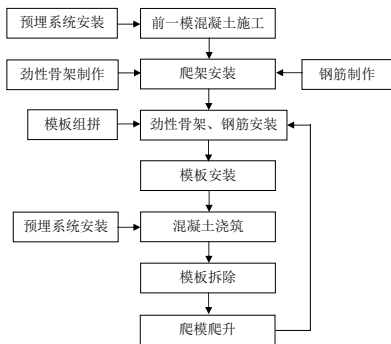 预埋系统安装
前一模混凝土施工
劲性骨架制作
爬架安装
钢筋制作
模板组拼
劲性骨架、钢筋安装
模板安装
预埋系统安装
混凝土浇筑
模板拆除
爬模爬升